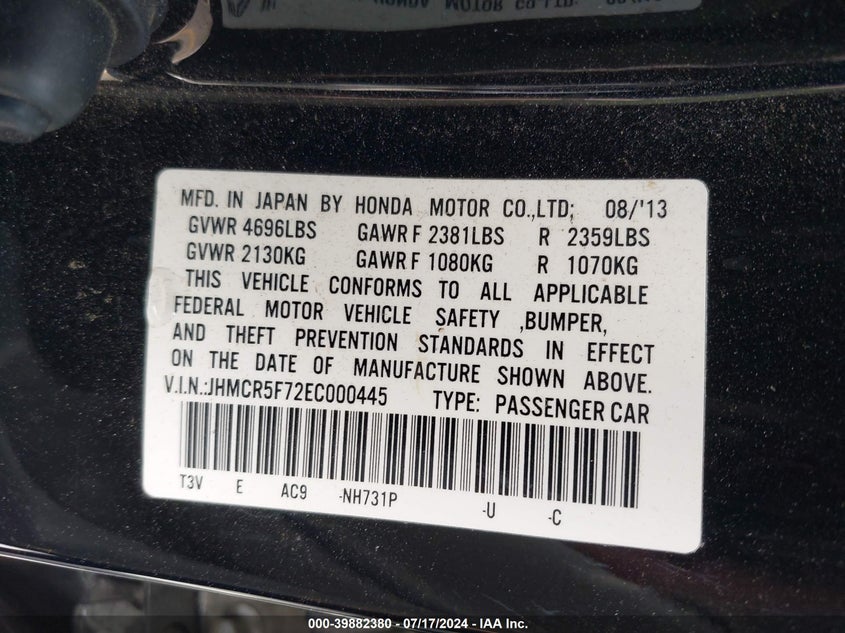 MFD. IN JAPAN BY HONDA MOTOR CO.,LTD; 08/'13
GVWR 4696LBS GAWR F 2381LBS R 2359LBS
GVWR 2130KG GAWR F 1080KG R 1070KG
THIS VEHICLE CONFORMS TO ALL APPLICABLE
FEDERAL MOTOR VEHICLE SAFETY ,BUMPER,
AND THEFT PREVENTION STANDARDS IN EFFECT
ON THE DATE OF MANUFACTURE SHOWN ABOVE.
V.I.N.:JHMCR5F72EC000445 TYPE: PASSENGER CAR
T3V E AC9 -NH731P -U -C
000-39882380 - 07/17/2024 - IAA Inc.